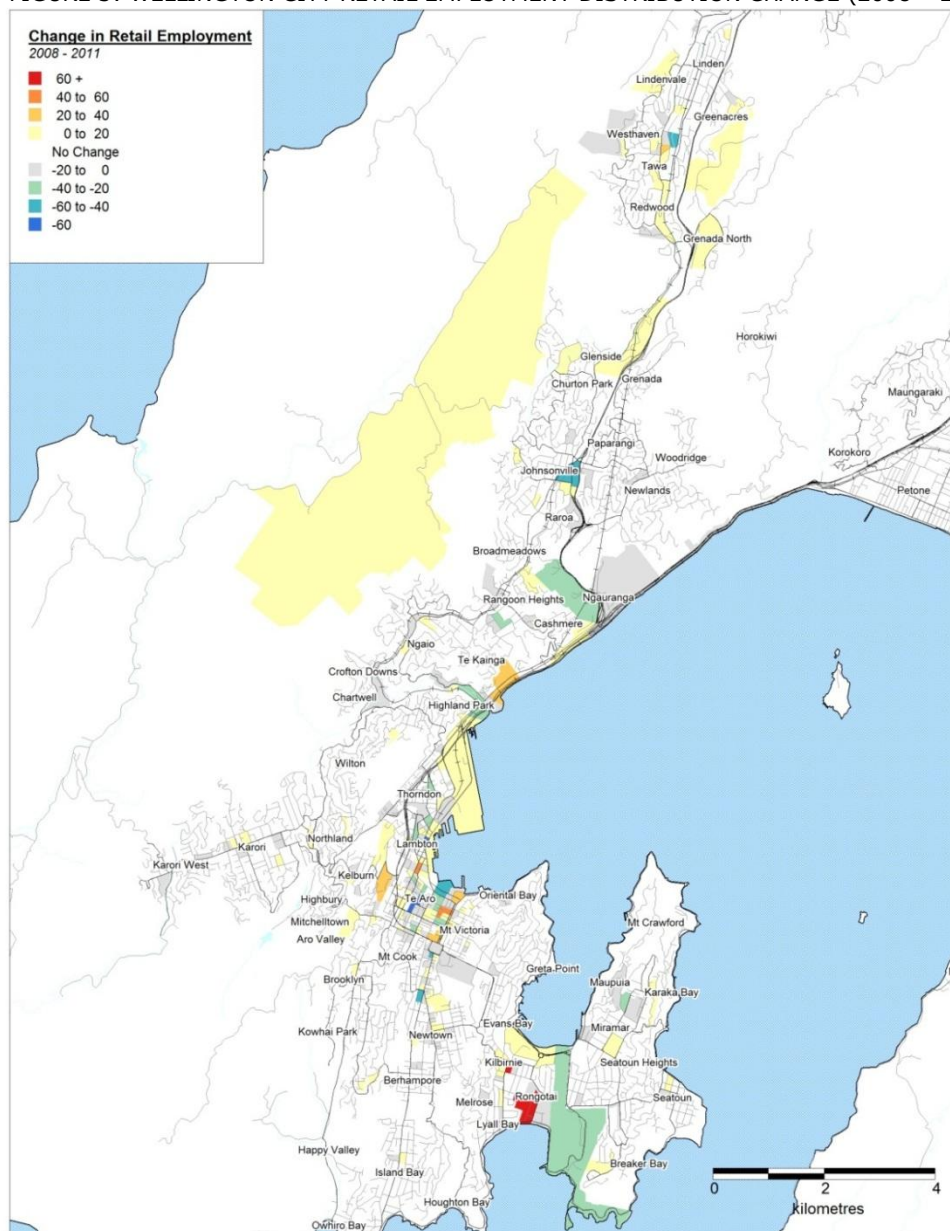 Change in Retail Employment
2008 - 2011
60 +
40 to 60
20 to 40
0 to 20
No Change
-20 to 0
-40 to -20
-60 to -40
-60
Linden
Lindenvale
Greenacres
Westhaven
Tawa
Redwood
Grenada North
Horokiwi
Glenside
Grenada
Churton Park
Maungaraki
Paparangi
Korokoro
Woodridge
Johnsonville
Newlands
Petone
Raroa
Broadmeadows
Rangoon Heights
Ngauranga
Cashmere
Ngaio
Te Kainga
Crofton Downs
Chartwell
Highland Park
Wilton
Thorndon
Northland
Lambton
Karori
Karori West
Kelburn
Highbury
Te Aro
Oriental Bay
Mitchelltown
Mt Crawford
Mt Victoria
Aro Valley
Mt Cook
Greta Point
Brooklyn
Maupuia
Karaka Bay
Kowhai Park
Evans Bay
Miramar
Newtown
Kilbirnie
Seatoun Heights
Berhampore
Rongotai
Melrose
Seatoun
Lyall Bay
Happy Valley
Breaker Bay
Island Bay
Houghton Bay
Owhiro Bay
0 2 4
kilometres